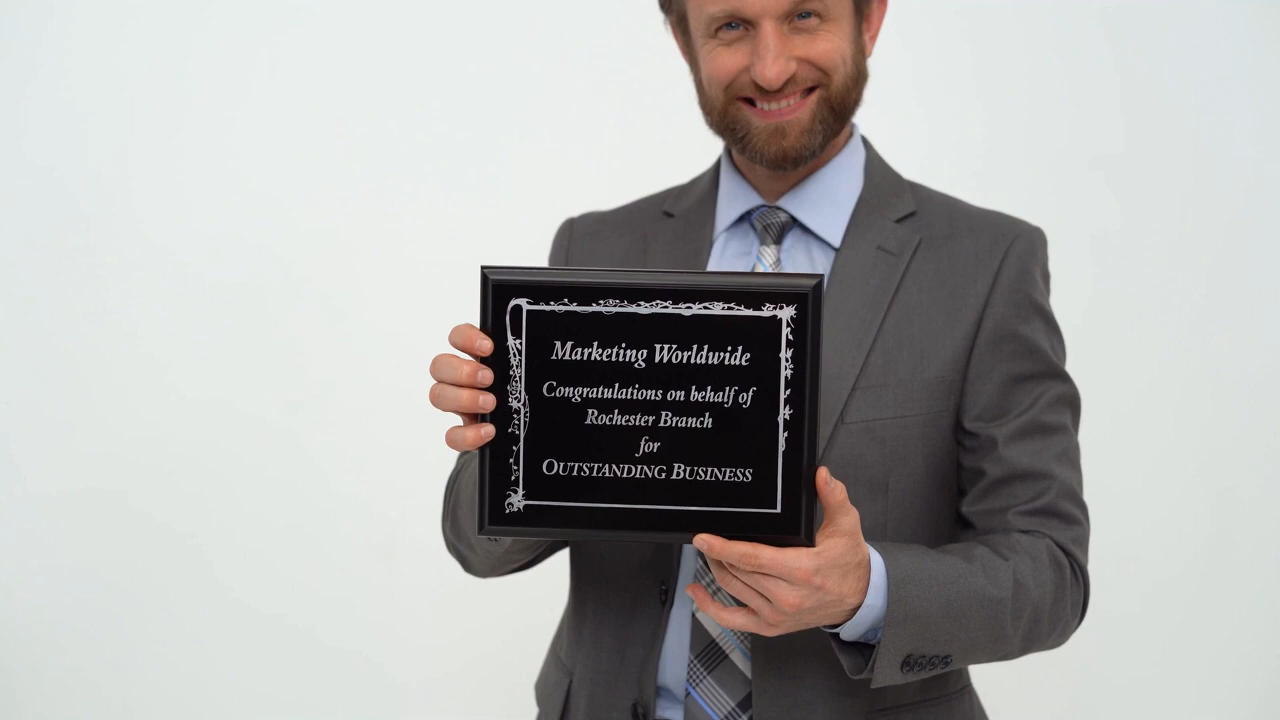 Marketing Worldwide
Congratulations on behalf of
Rochester Branch
for
OUTSTANDING BUSINESS